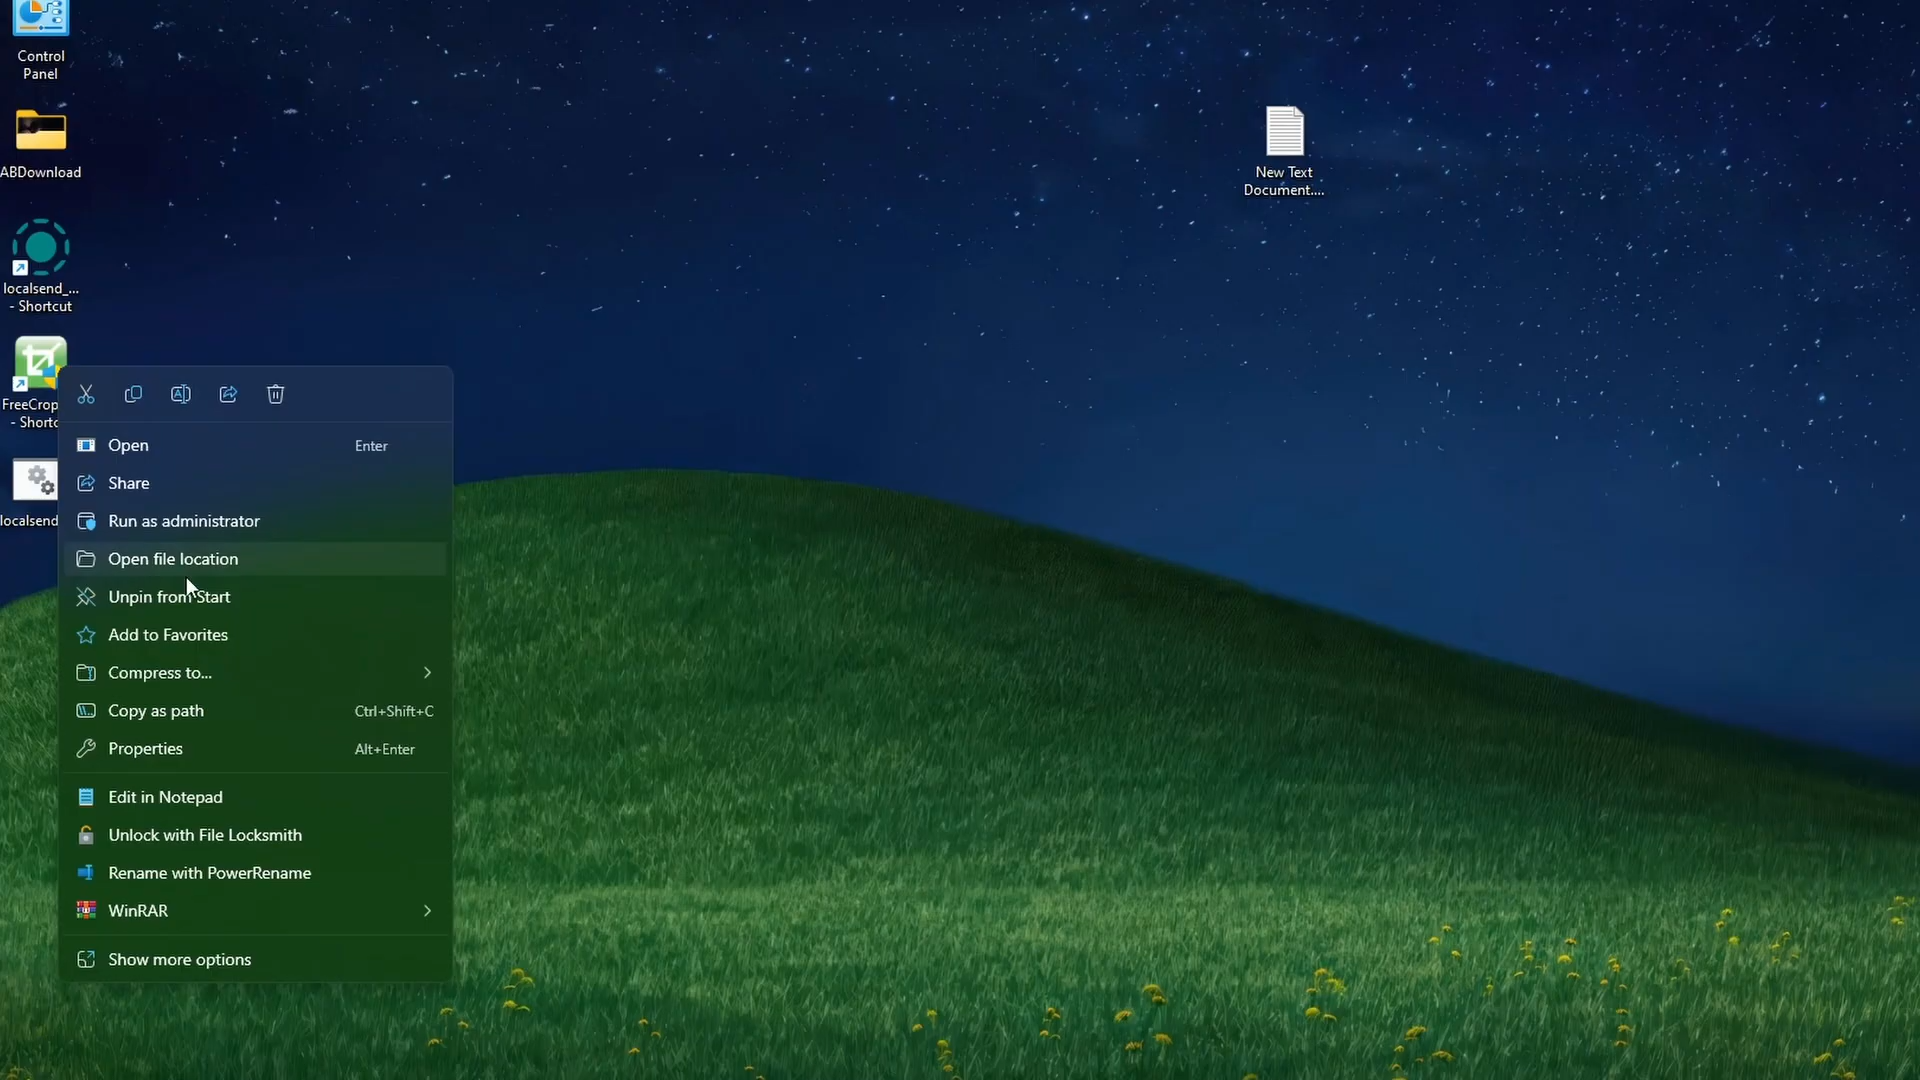 Control
Panel
ABDownload
localsend_...
- Shortcut
FreeCrop
- Shortc
localsend
New Text
Document....
Open Enter
Share
Run as administrator
Open file location
Unpin from Start
Add to Favorites
Compress to...
Copy as path Ctrl+Shift+C
Properties Alt+Enter
Edit in Notepad
Unlock with File Locksmith
Rename with PowerRename
WinRAR
Show more options